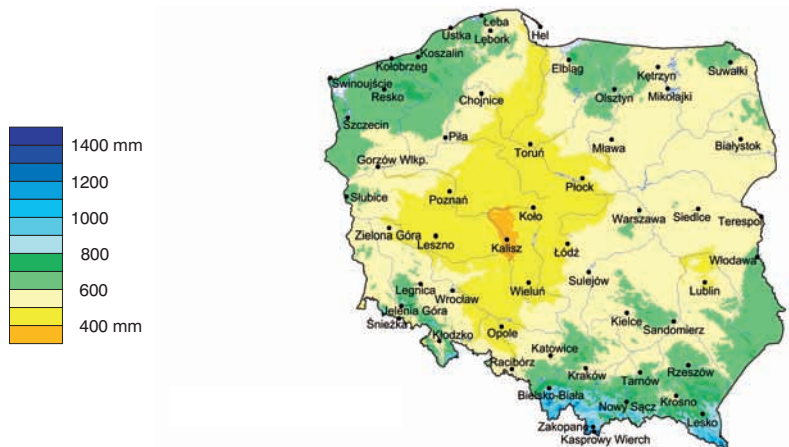 Łeba
Ustka
Lębork
Hel
Koszalin
Kołobrzeg
Elbląg
Kętrzyn
Suwałki
Świnoujście
Resko
Chojnice
Olsztyn
Mikołajki
Szczecin
Piła
Toruń
Mława
Białystok
Gorzów Wlkp.
Płock
Słubice
Poznań
Koło
Warszawa
Siedlce
Terespol
Zielona Góra
Leszno
Kalisz
Łódź
Włodawa
Sulejów
Legnica
Wrocław
Wieluń
Lublin
Jelenia Góra
Śnieżka
Kielce
Sandomierz
Kłodzko
Opole
Katowice
Racibórz
Kraków
Tarnów
Rzeszów
Bielsko-Biała
Nowy Sącz
Krosno
Lesko
Zakopane
Kasprowy Wierch
1400 mm
1200
1000
800
600
400 mm